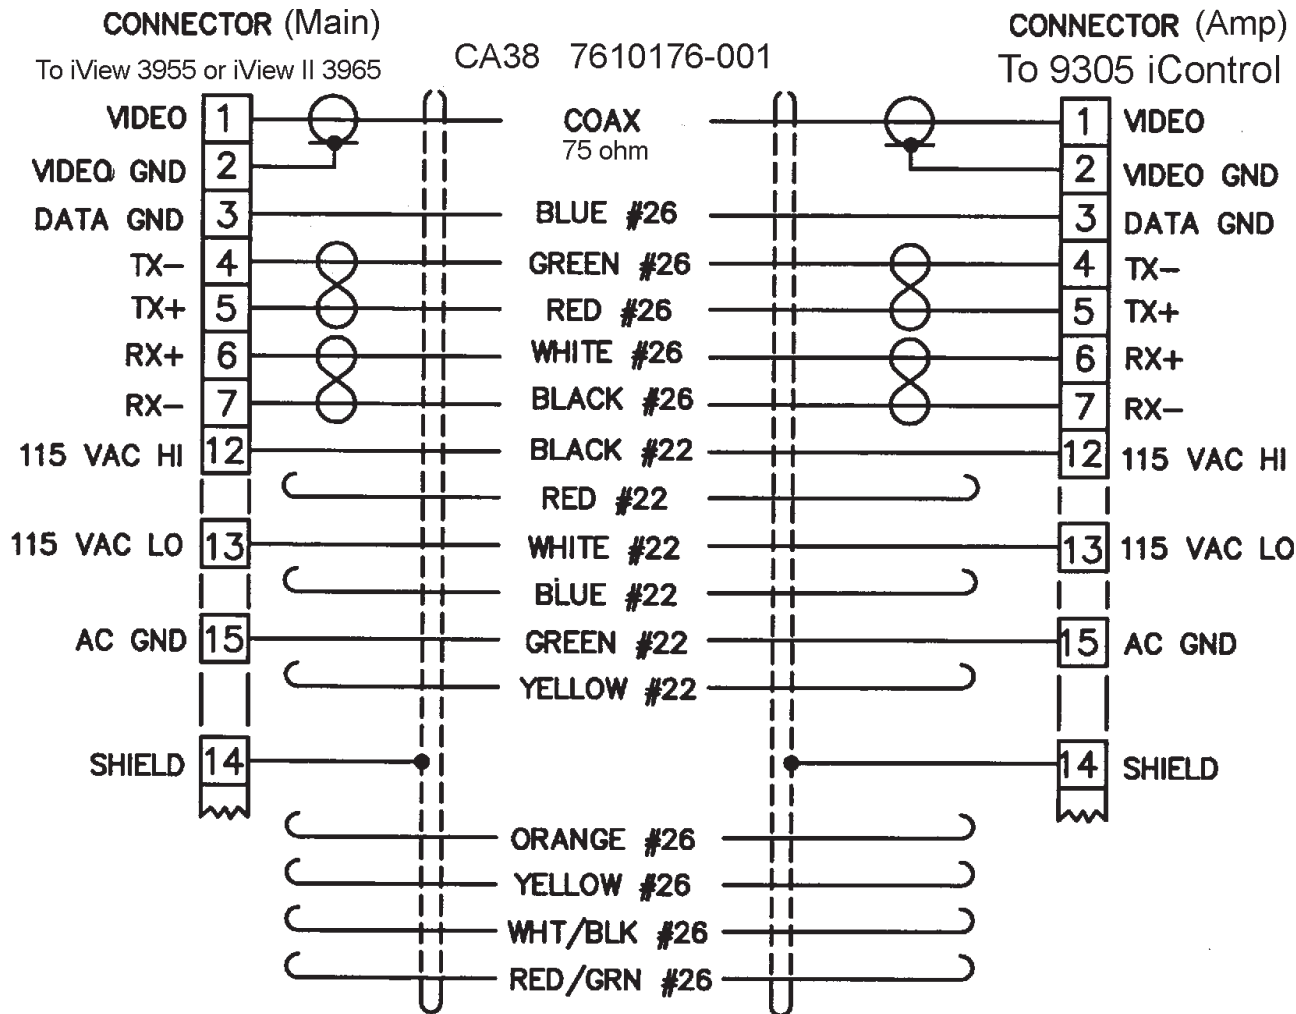 CONNECTOR (Main)
To iView 3955 or iView II 3965
CA38 7610176-001
CONNECTOR (Amp)
To 9305 iControl
VIDEO 1 COAX 1 VIDEO
75 ohm
VIDEO GND 2 2 VIDEO GND
DATA GND 3 BLUE #26 3 DATA GND
TX- 4 GREEN #26 4 TX-
TX+ 5 RED #26 5 TX+
RX+ 6 WHITE #26 6 RX+
RX- 7 BLACK #26 7 RX-
115 VAC HI 12 BLACK #22 12 115 VAC HI
RED #22
115 VAC LO 13 WHITE #22 13 115 VAC LO
BLUE #22
AC GND 15 GREEN #22 15 AC GND
YELLOW #22
SHIELD 14 14 SHIELD
ORANGE #26
YELLOW #26
WHT/BLK #26
RED/GRN #26